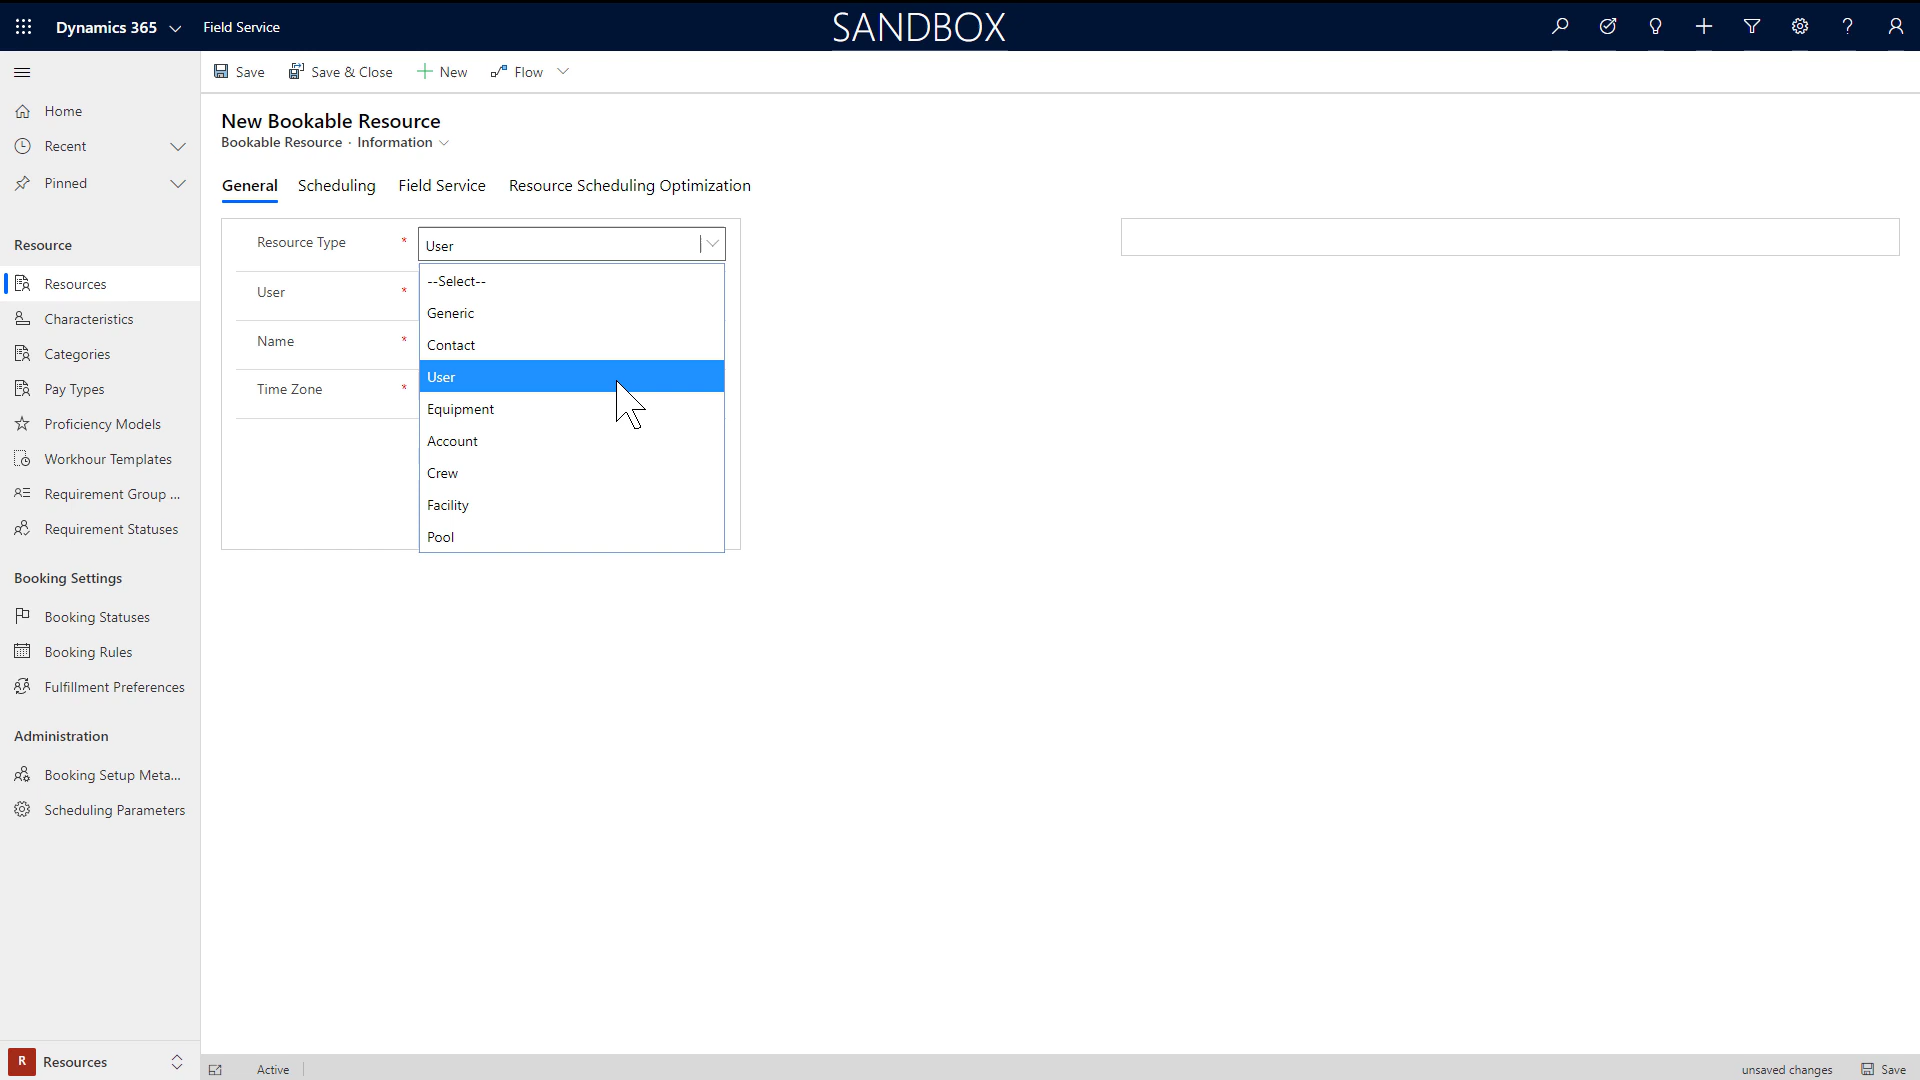 Dynamics 365 Field Service SANDBOX
Save Save & Close New Flow
Home
Recent
Pinned
Resource
Resources
Characteristics
Categories
Pay Types
Proficiency Models
Workhour Templates
Requirement Group ...
Requirement Statuses
Booking Settings
Booking Statuses
Booking Rules
Fulfillment Preferences
Administration
Booking Setup Meta...
Scheduling Parameters
R Resources
New Bookable Resource
Bookable Resource · Information
General Scheduling Field Service Resource Scheduling Optimization
Resource Type * User
User *
Name *
Time Zone *
--Select--
Generic
Contact
User
Equipment
Account
Crew
Facility
Pool
Active unsaved changes Save